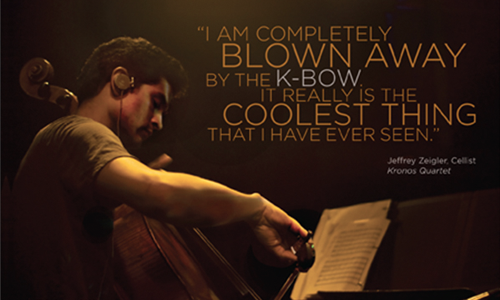 “I AM COMPLETELY
BLOWN AWAY
BY THE K-BOW.
IT REALLY IS THE
COOLEST THING
THAT I HAVE EVER SEEN.”
Jeffrey Zeigler, Cellist
Kronos Quartet